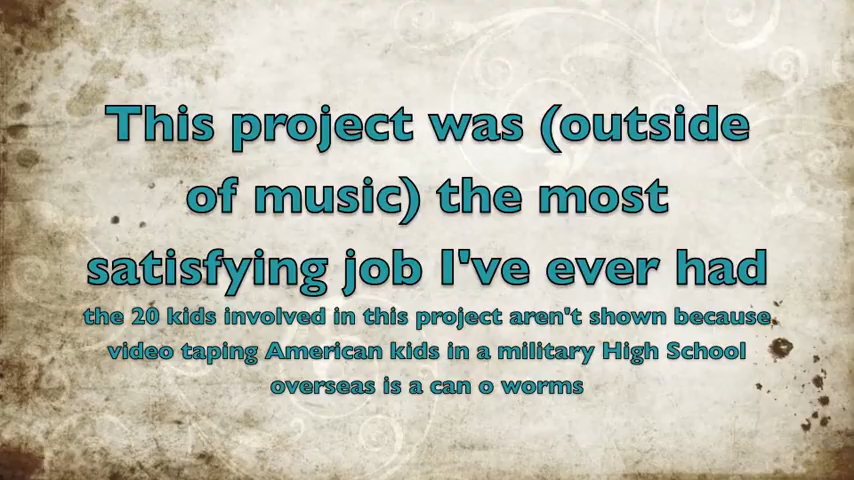 This project was (outside
of music) the most
satisfying job I've ever had
the 20 kids involved in this project aren't shown because
video taping American kids in a military High School
overseas is a can o worms